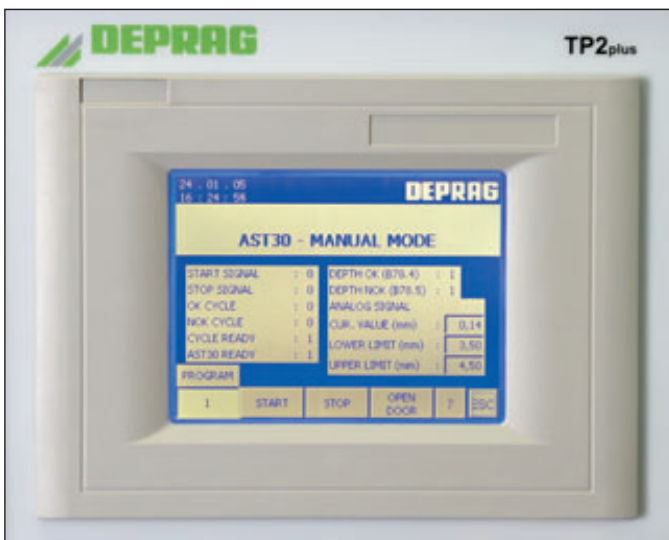 DEPRAG
TP2plus
24 . 01 . 05
16 : 24 : 56
DEPRAG
AST30 - MANUAL MODE
START SIGNAL : 0
STOP SIGNAL : 0
OK CYCLE : 0
NOK CYCLE : 0
CYCLE READY : 1
AST30 READY : 1
DEPTH OK (B78.4) : 1
DEPTH NOK (B78.5) : 1
ANALOG SIGNAL
CUR. VALUE (mm) : 0,14
LOWER LIMIT (mm) : 3,50
UPPER LIMIT (mm) : 4,50
PROGRAM
1 START STOP OPEN DOOR ? ESC